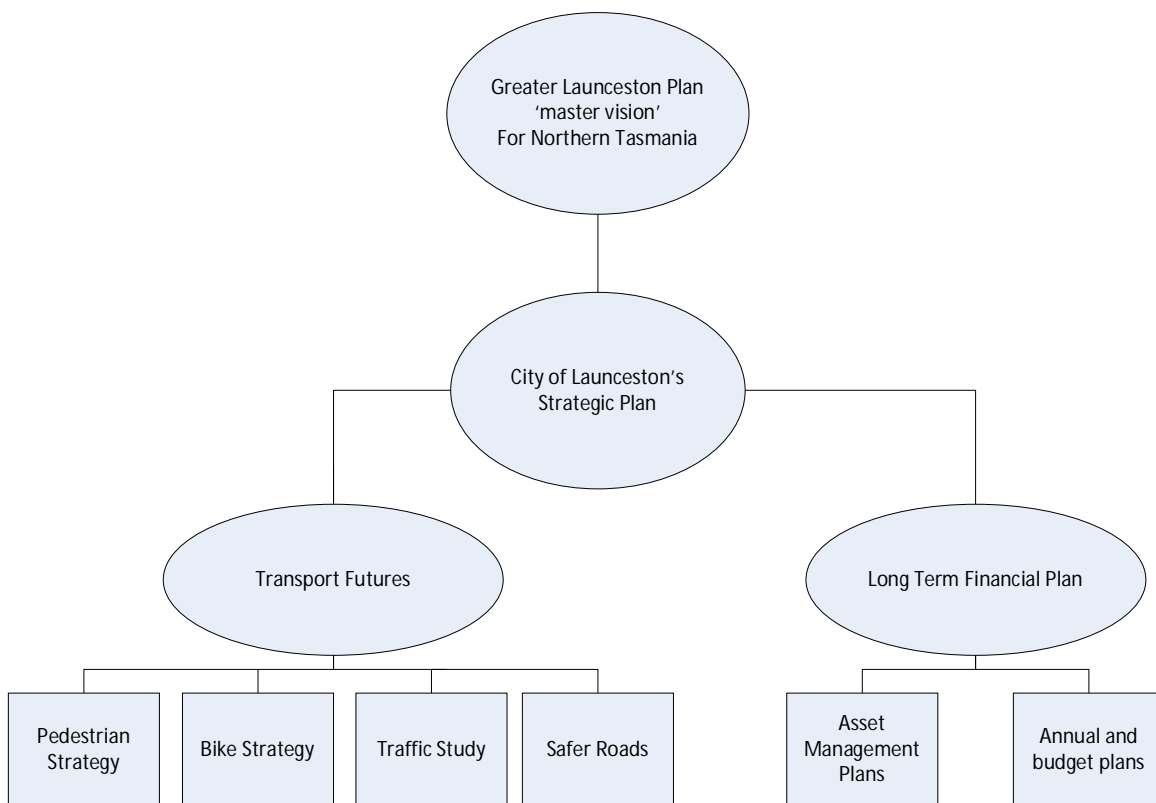 Greater Launceston Plan
‘master vision’
For Northern Tasmania
City of Launceston’s
Strategic Plan
Transport Futures
Long Term Financial Plan
Pedestrian
Strategy
Bike Strategy
Traffic Study
Safer Roads
Asset
Management
Plans
Annual and
budget plans